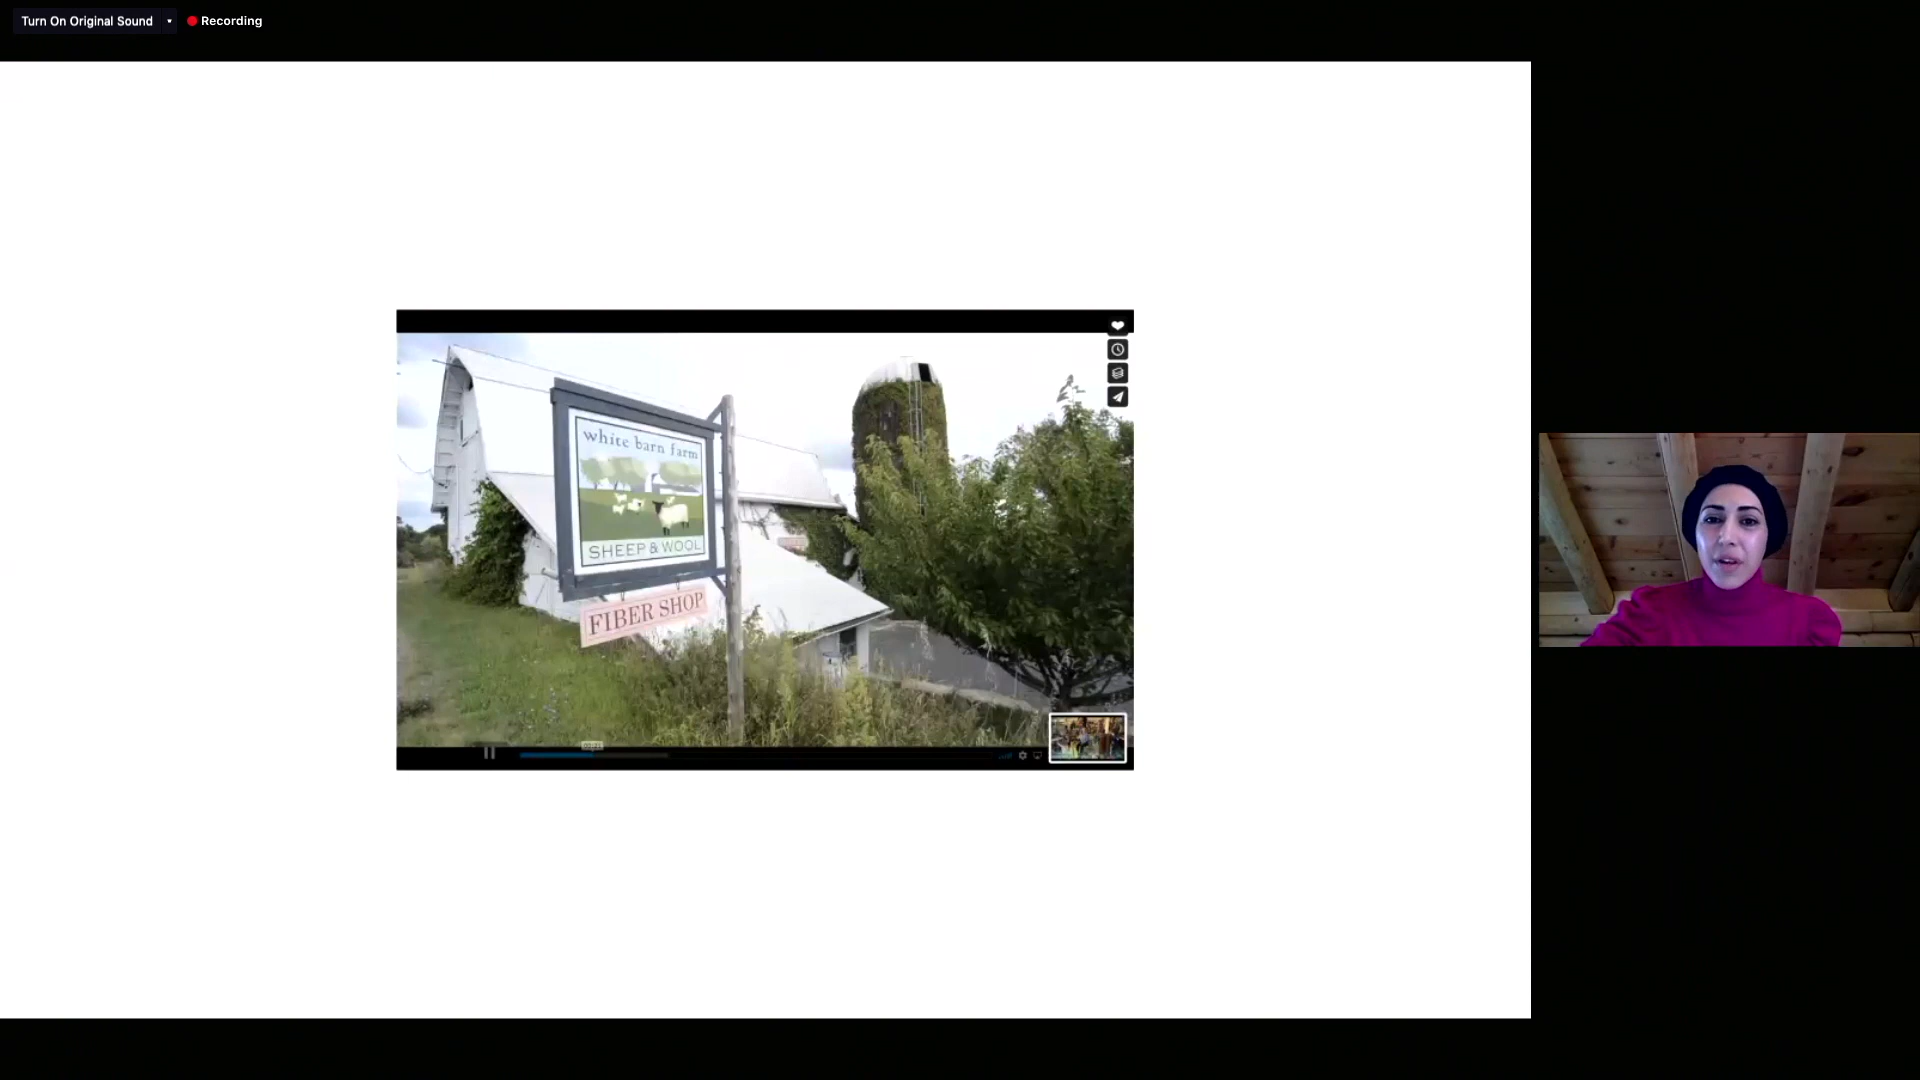 Turn On Original Sound
Recording
white barn farm
SHEEP & WOOL
FIBER SHOP